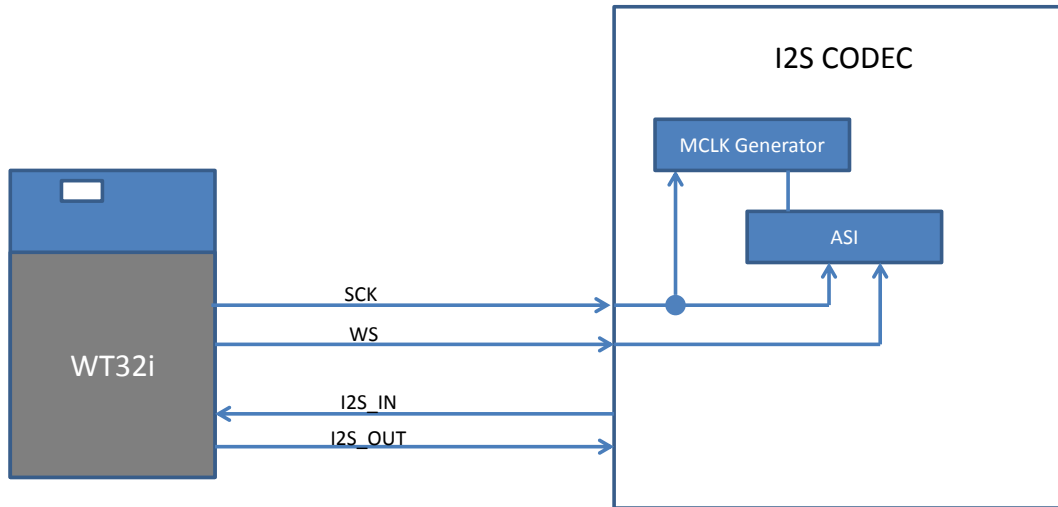 I2S CODEC
MCLK Generator
ASI
SCK
WS
WT32i
I2S_IN
I2S_OUT